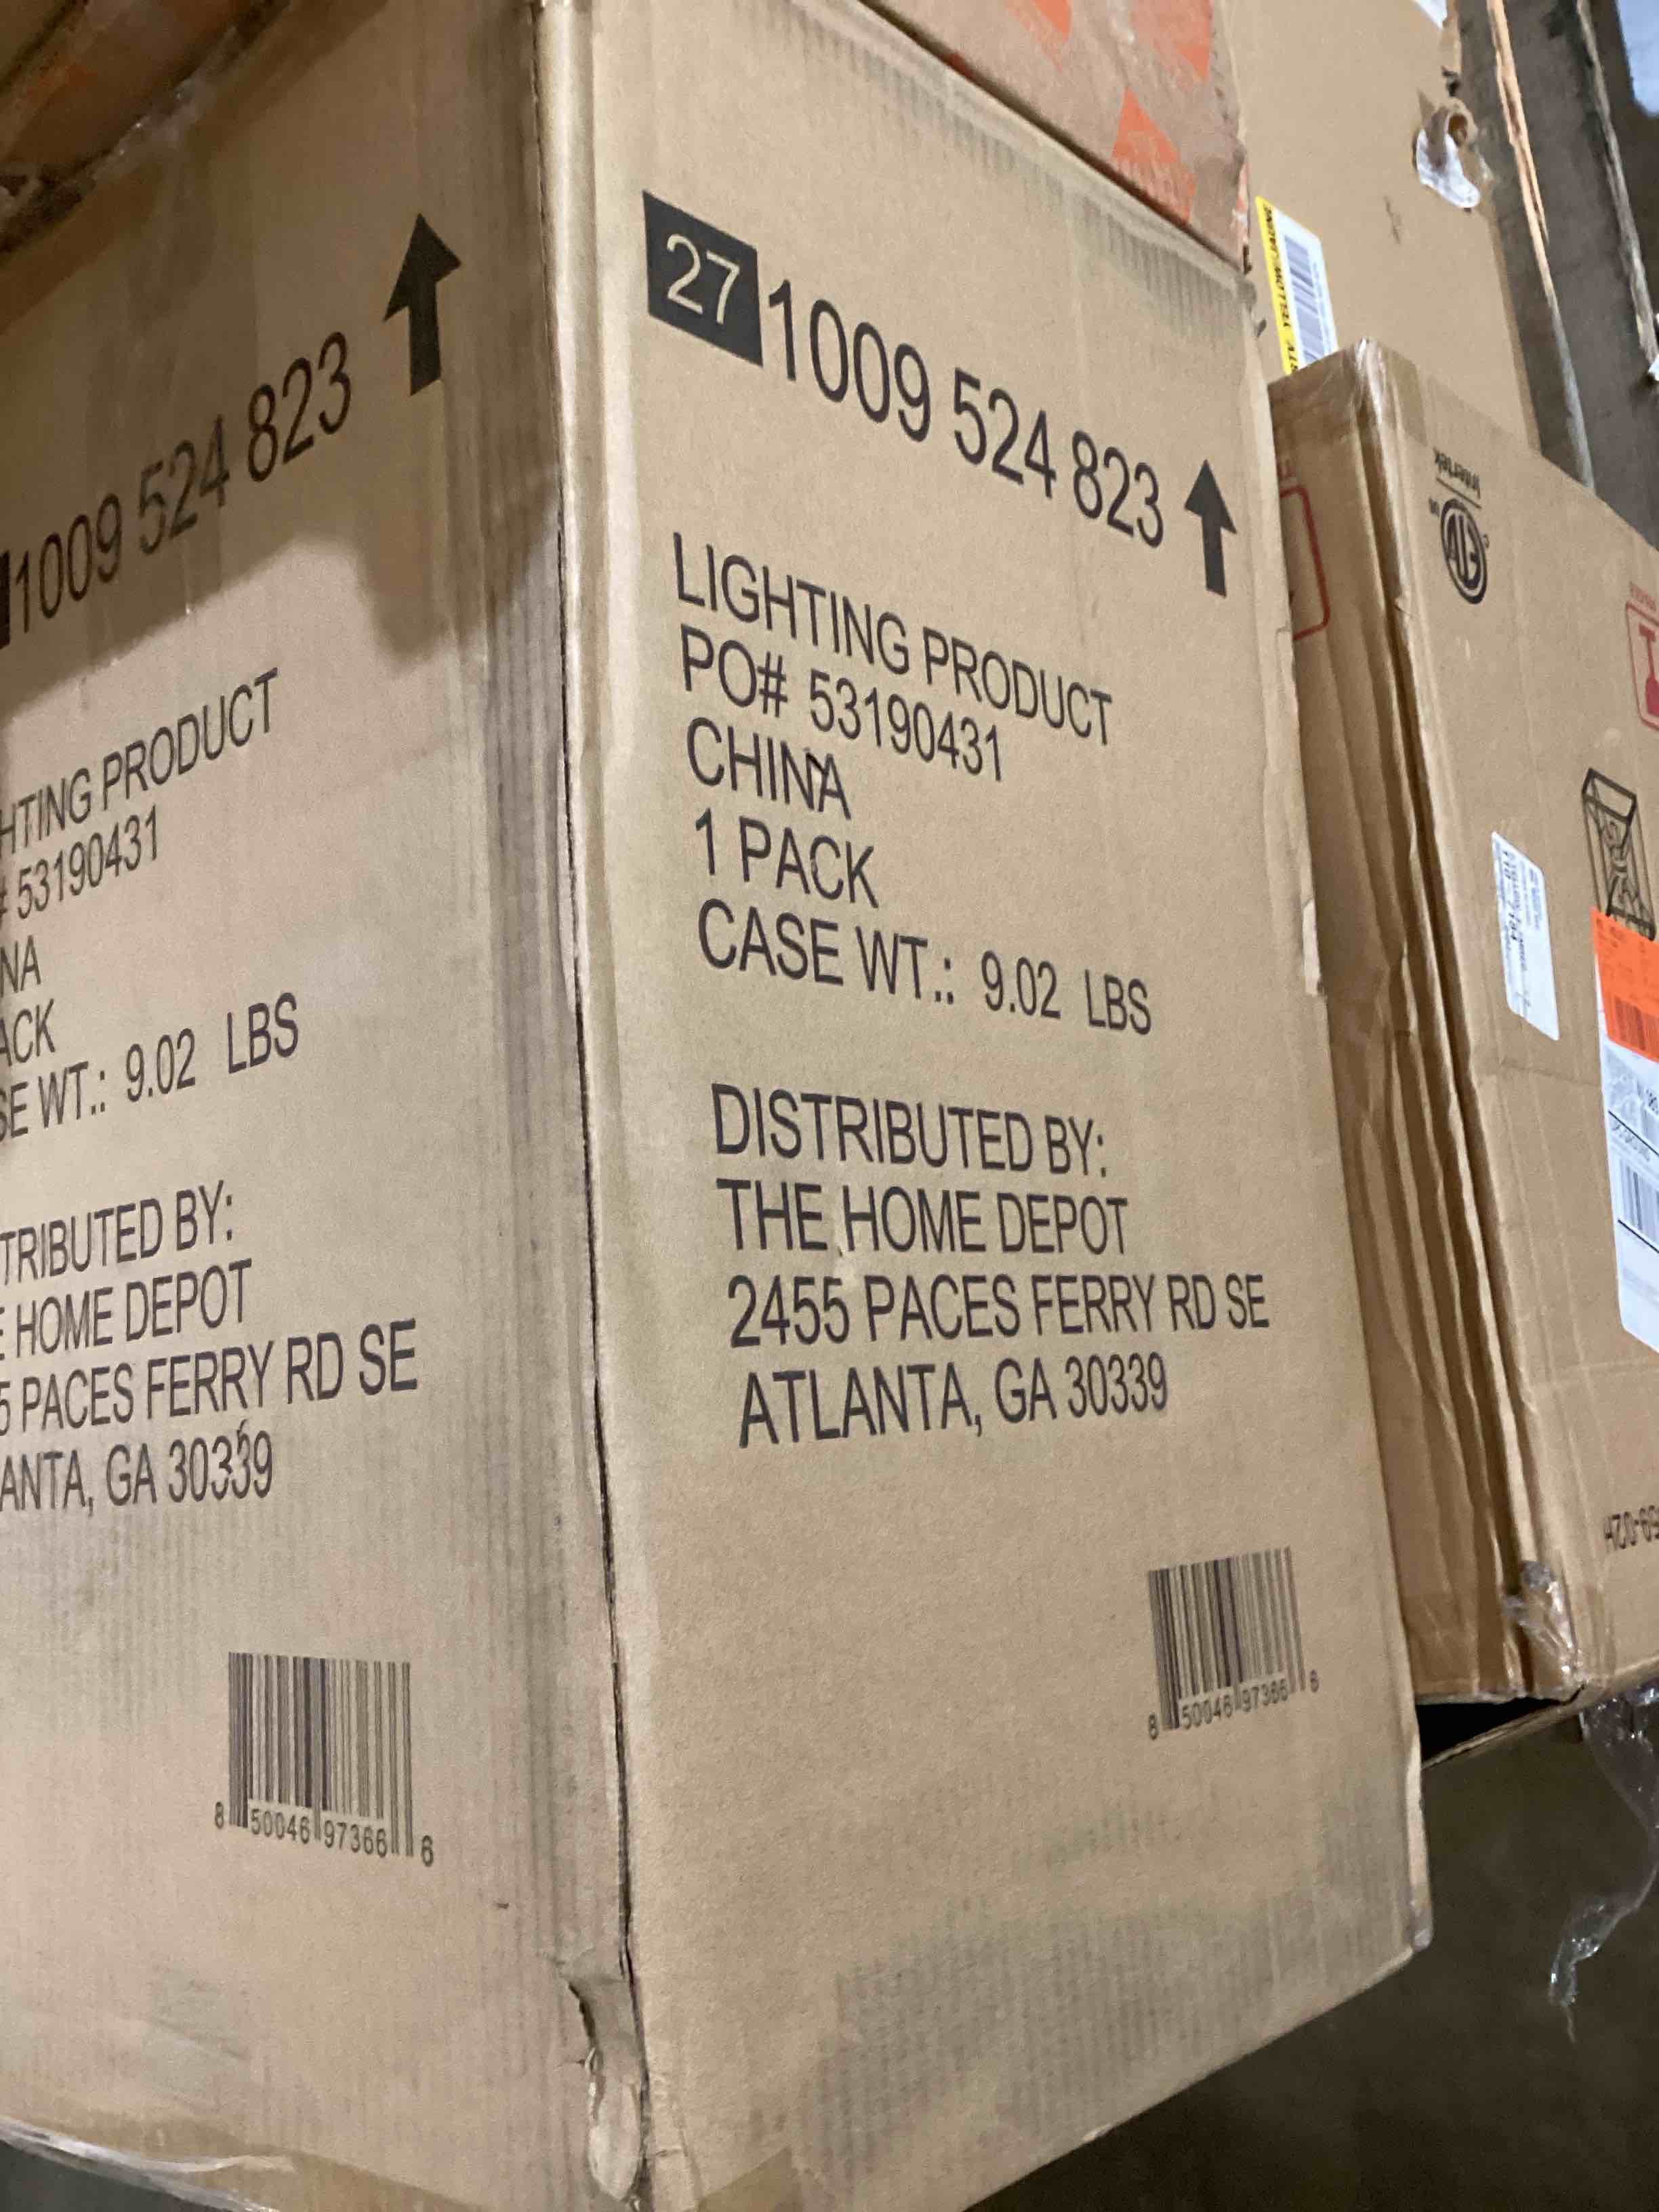 1009 524 823
HTING PRODUCT
# 53190431
NA
ACK
SE WT.: 9.02 LBS
TRIBUTED BY:
E HOME DEPOT
5 PACES FERRY RD SE
ANTA, GA 30339
8 50046 97366 6
27 1009 524 823
LIGHTING PRODUCT
PO# 53190431
CHINA
1 PACK
CASE WT.: 9.02 LBS
DISTRIBUTED BY:
THE HOME DEPOT
2455 PACES FERRY RD SE
ATLANTA, GA 30339
8 50046 97366 6
YELLOW JACKET
Intertek